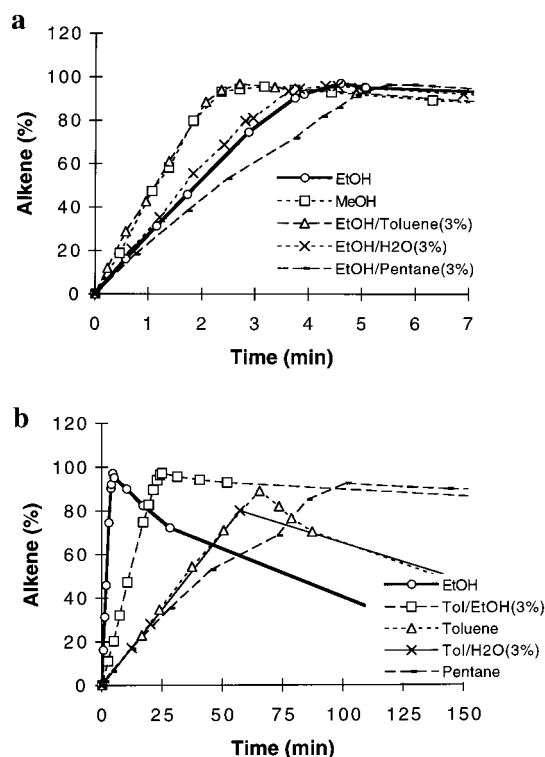 a
120
100
80
60
40
20
0
Alkene (%)
EtOH
MeOH
EtOH/Toluene(3%)
EtOH/H2O(3%)
EtOH/Pentane(3%)
0 1 2 3 4 5 6 7
Time (min)
b
120
100
80
60
40
20
0
Alkene (%)
EtOH
Tol/EtOH(3%)
Toluene
Tol/H2O(3%)
Pentane
0 25 50 75 100 125 150
Time (min)